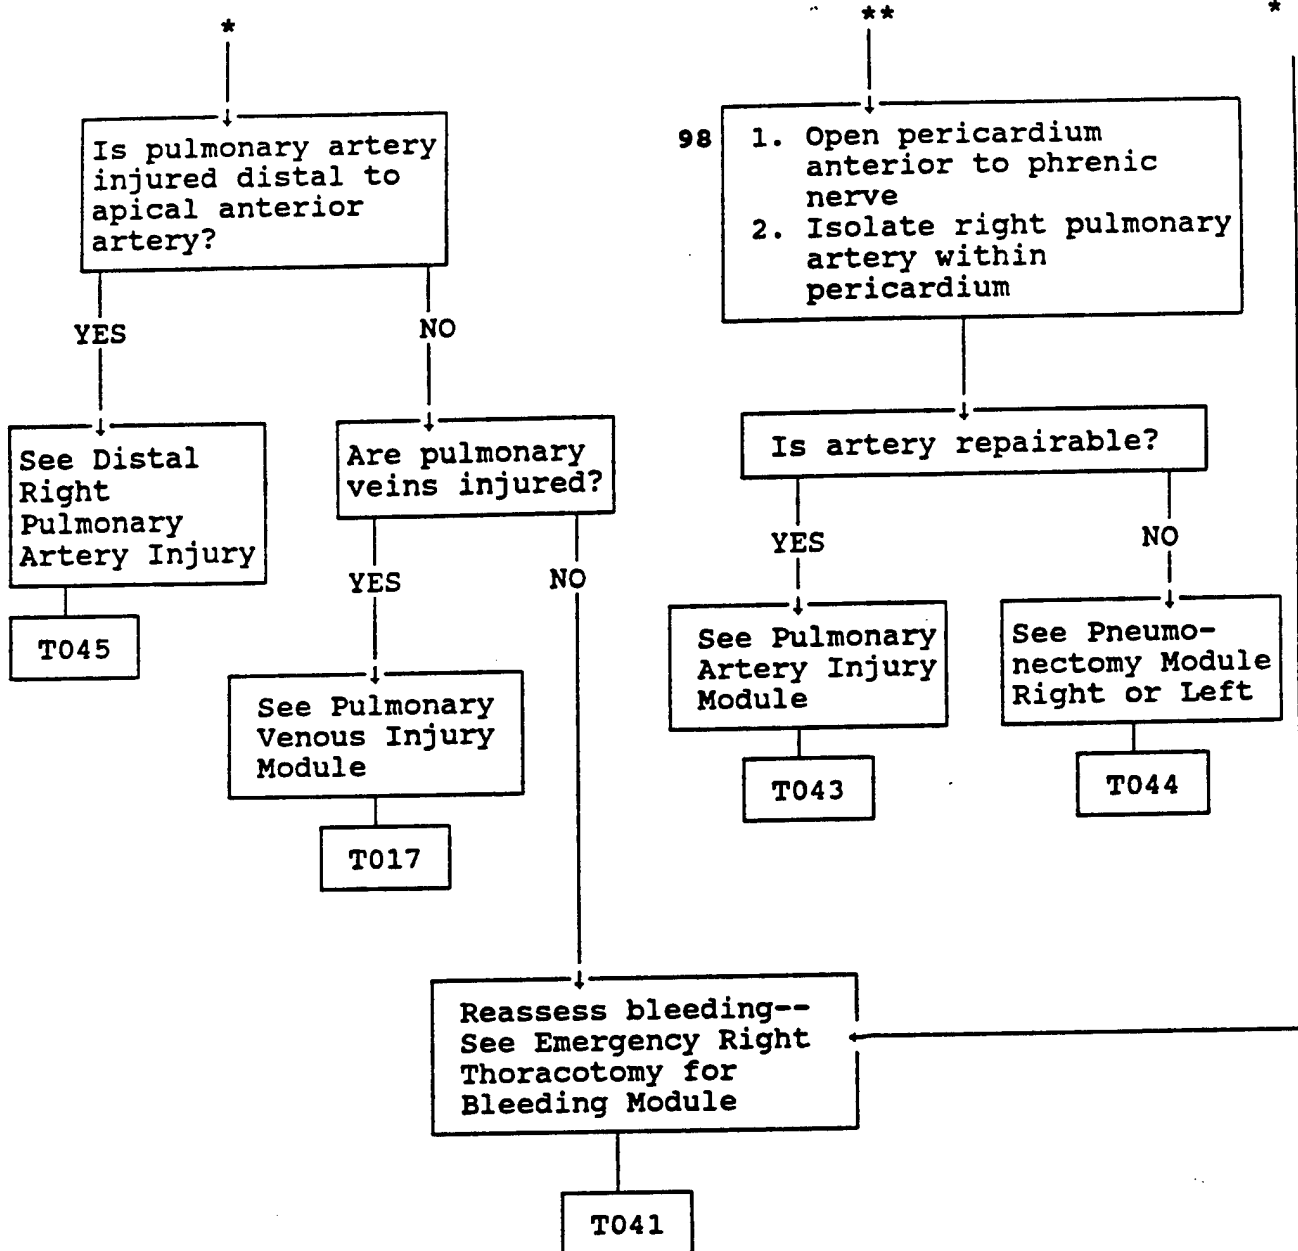 *
**
*
Is pulmonary artery
injured distal to
apical anterior
artery?
YES
NO
See Distal
Right
Pulmonary
Artery Injury
T045
Are pulmonary
veins injured?
YES
NO
See Pulmonary
Venous Injury
Module
T017
98
1. Open pericardium
anterior to phrenic
nerve
2. Isolate right pulmonary
artery within
pericardium
Is artery repairable?
YES
NO
See Pulmonary
Artery Injury
Module
T043
See Pneumo-
nectomy Module
Right or Left
T044
Reassess bleeding--
See Emergency Right
Thoracotomy for
Bleeding Module
T041